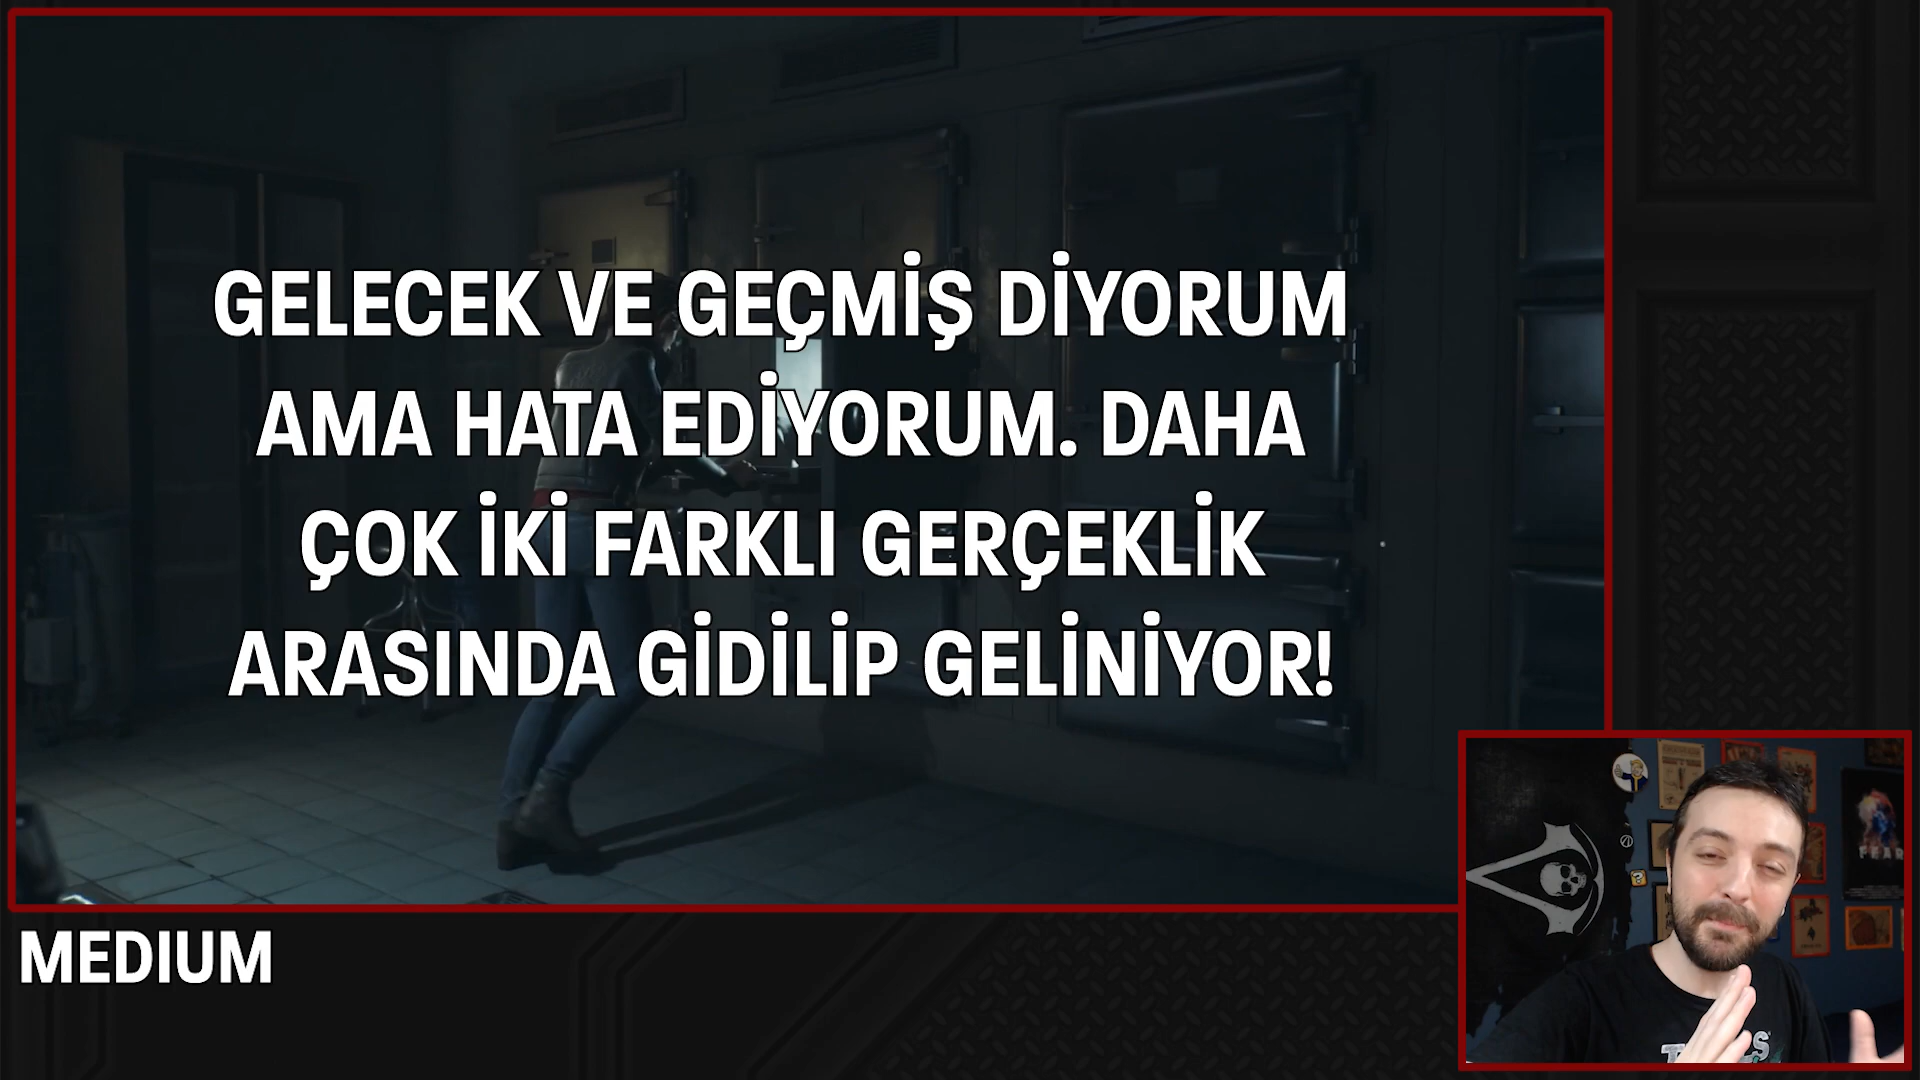 GELECEK VE GEÇMİŞ DİYORUM
AMA HATA EDİYORUM. DAHA
ÇOK İKİ FARKLI GERÇEKLİK
ARASINDA GİDİLİP GELİNİYOR!
MEDIUM
FEAR